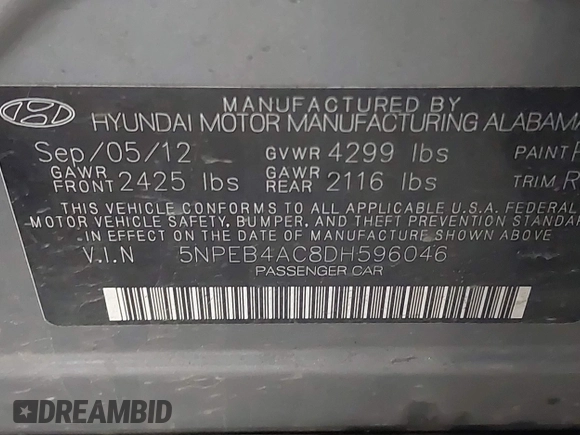 MANUFACTURED BY
HYUNDAI MOTOR MANUFACTURING ALABAMA
Sep/05/12 GVWR 4299 lbs PAINT
GAWR FRONT 2425 lbs GAWR REAR 2116 lbs TRIM R
THIS VEHICLE CONFORMS TO ALL APPLICABLE U.S.A. FEDERAL
MOTOR VEHICLE SAFETY, BUMPER, AND THEFT PREVENTION STANDAR
IN EFFECT ON THE DATE OF MANUFACTURE SHOWN ABOVE
V.I.N 5NPEB4AC8DH596046
PASSENGER CAR
DREAMBID